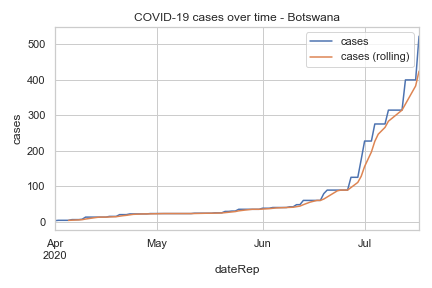 COVID-19 cases over time - Botswana
cases
cases (rolling)
500
400
300
200
100
0
cases
Apr
2020
May
Jun
Jul
dateRep